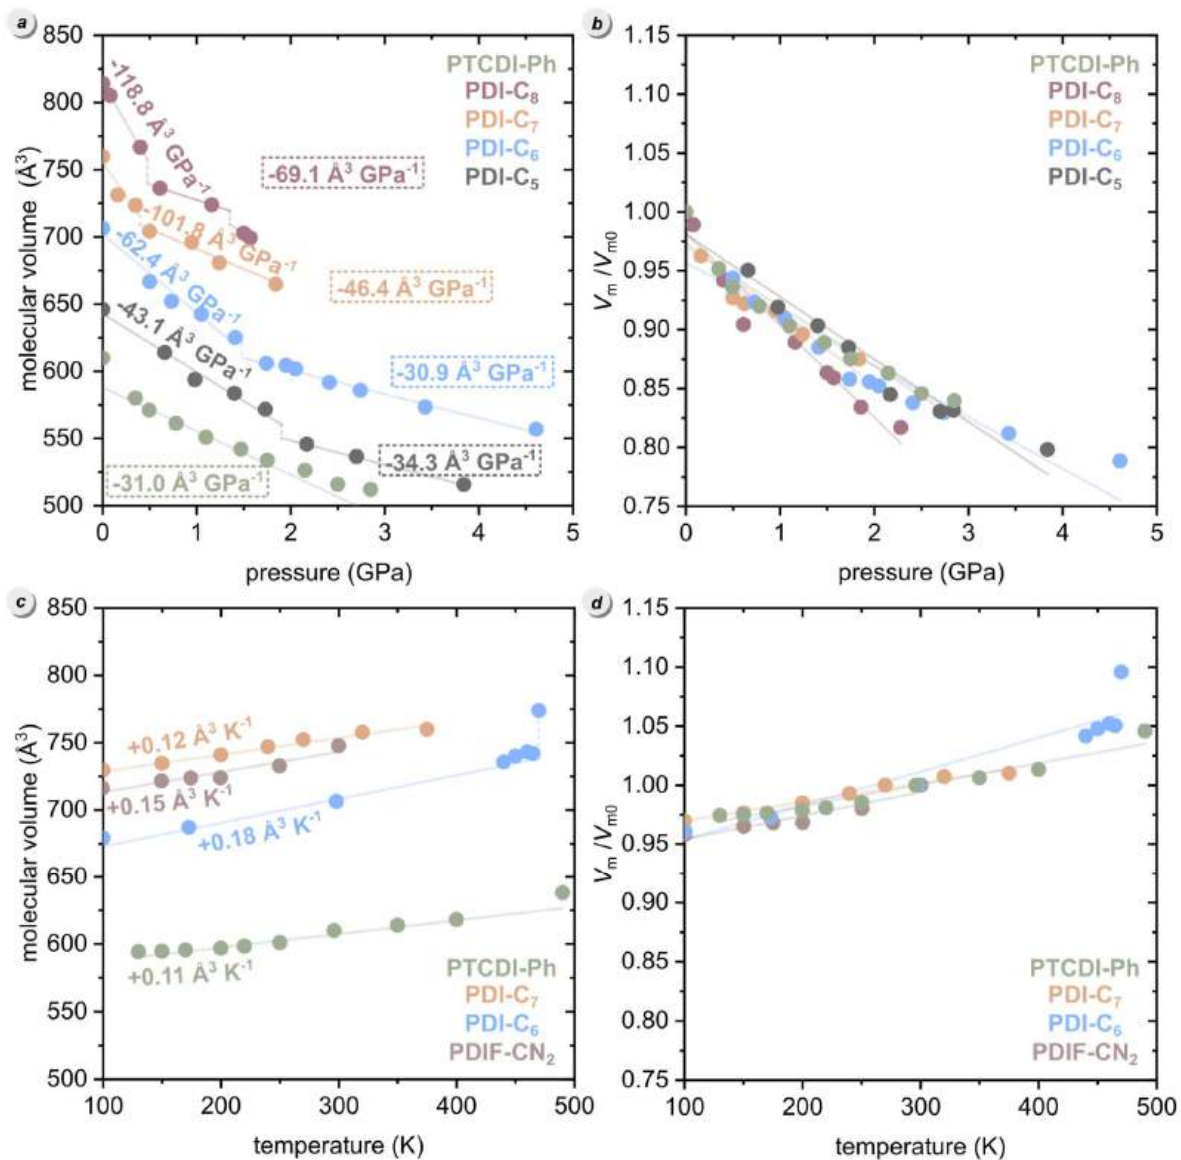 a
850
800
750
700
650
600
550
500
molecular volume (Å³)
-118.8 Å³ GPa⁻¹
-101.8 Å³ GPa⁻¹
-62.4 Å³ GPa⁻¹
-43.1 Å³ GPa⁻¹
-31.0 Å³ GPa⁻¹
-69.1 Å³ GPa⁻¹
-46.4 Å³ GPa⁻¹
-30.9 Å³ GPa⁻¹
-34.3 Å³ GPa⁻¹
PTCDI-Ph
PDI-C₈
PDI-C₇
PDI-C₆
PDI-C₅
0 1 2 3 4 5
pressure (GPa)
b
1.15
1.10
1.05
1.00
0.95
0.90
0.85
0.80
0.75
Vₘ/Vₘ₀
PTCDI-Ph
PDI-C₈
PDI-C₇
PDI-C₆
PDI-C₅
0 1 2 3 4 5
pressure (GPa)
c
850
800
750
700
650
600
550
500
molecular volume (Å³)
+0.12 Å³ K⁻¹
+0.15 Å³ K⁻¹
+0.18 Å³ K⁻¹
+0.11 Å³ K⁻¹
PTCDI-Ph
PDI-C₇
PDI-C₆
PDIF-CN₂
100 200 300 400 500
temperature (K)
d
1.15
1.10
1.05
1.00
0.95
0.90
0.85
0.80
0.75
Vₘ/Vₘ₀
PTCDI-Ph
PDI-C₇
PDI-C₆
PDIF-CN₂
100 200 300 400 500
temperature (K)